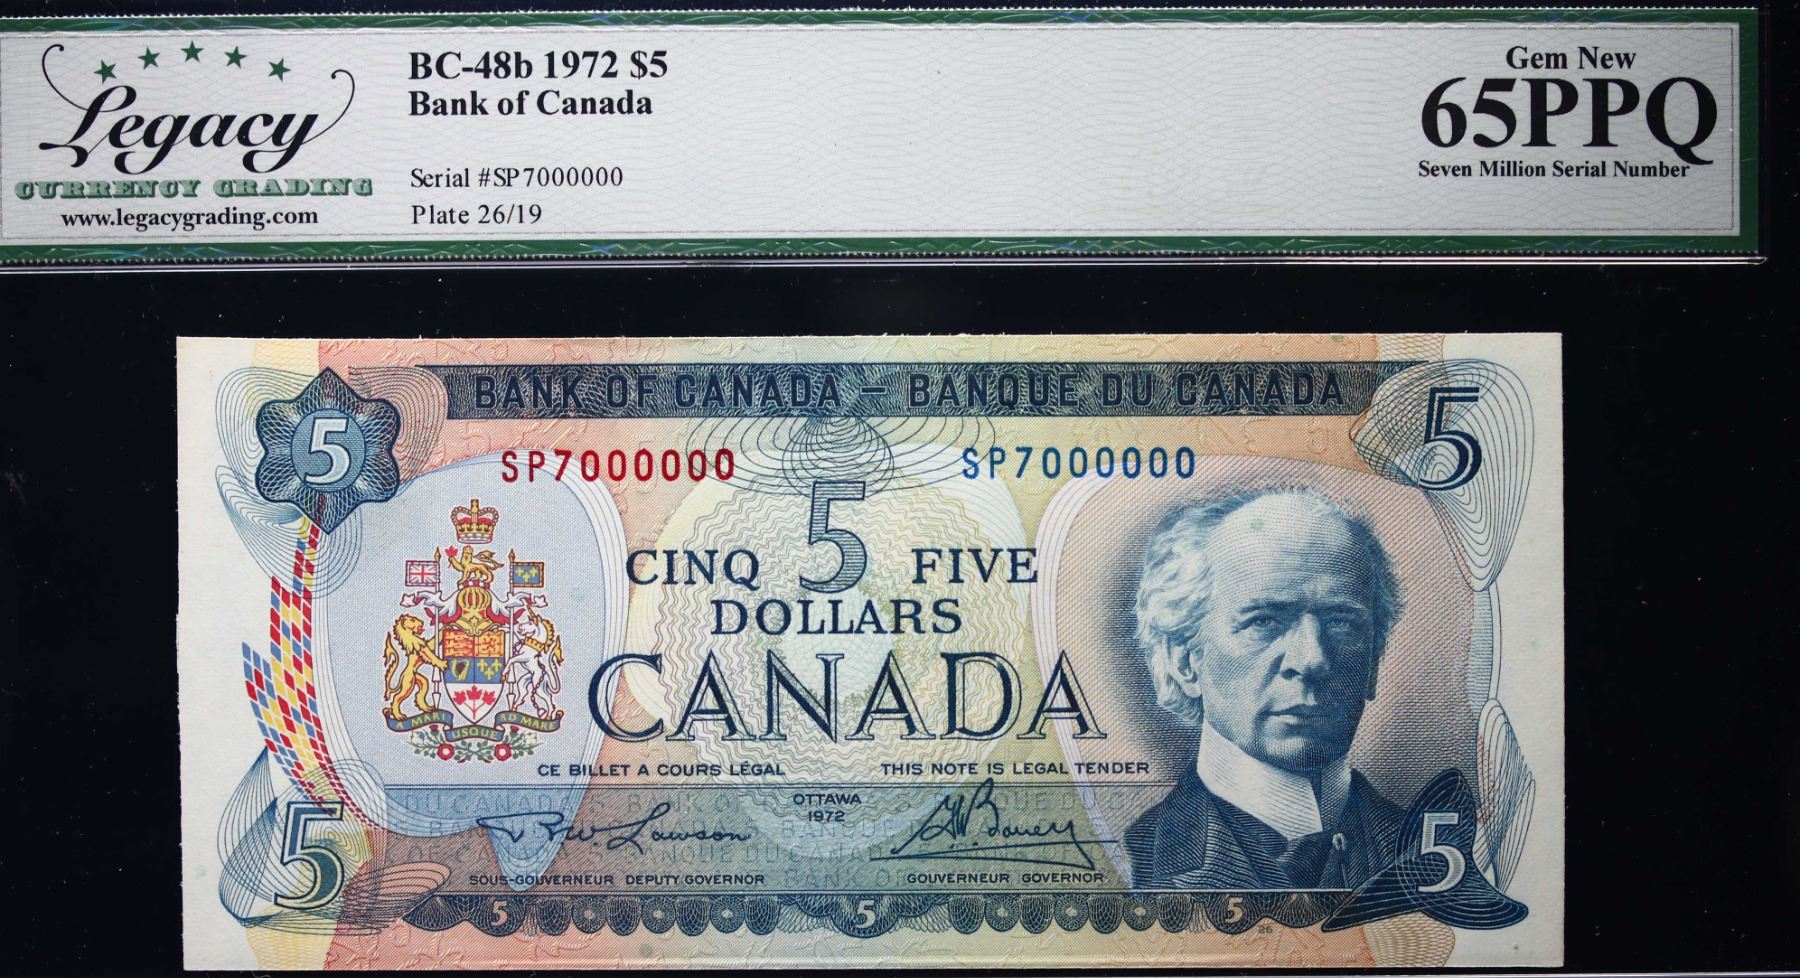 Legacy
CURRENCY GRADING
www.legacygrading.com
BC-48b 1972 $5
Bank of Canada
Serial #SP7000000
Plate 26/19
Gem New
65PPQ
Seven Million Serial Number
BANK OF CANADA – BANQUE DU CANADA
5
5
SP7000000
SP7000000
CINQ 5 FIVE
DOLLARS
CANADA
A MARI USQUE AD MARE
CE BILLET A COURS LÉGAL
THIS NOTE IS LEGAL TENDER
OTTAWA
1972
R.W. Lawson
G.K. Bouey
SOUS-GOUVERNEUR DEPUTY GOVERNOR
GOUVERNEUR GOVERNOR
5
5
5 5 5
26